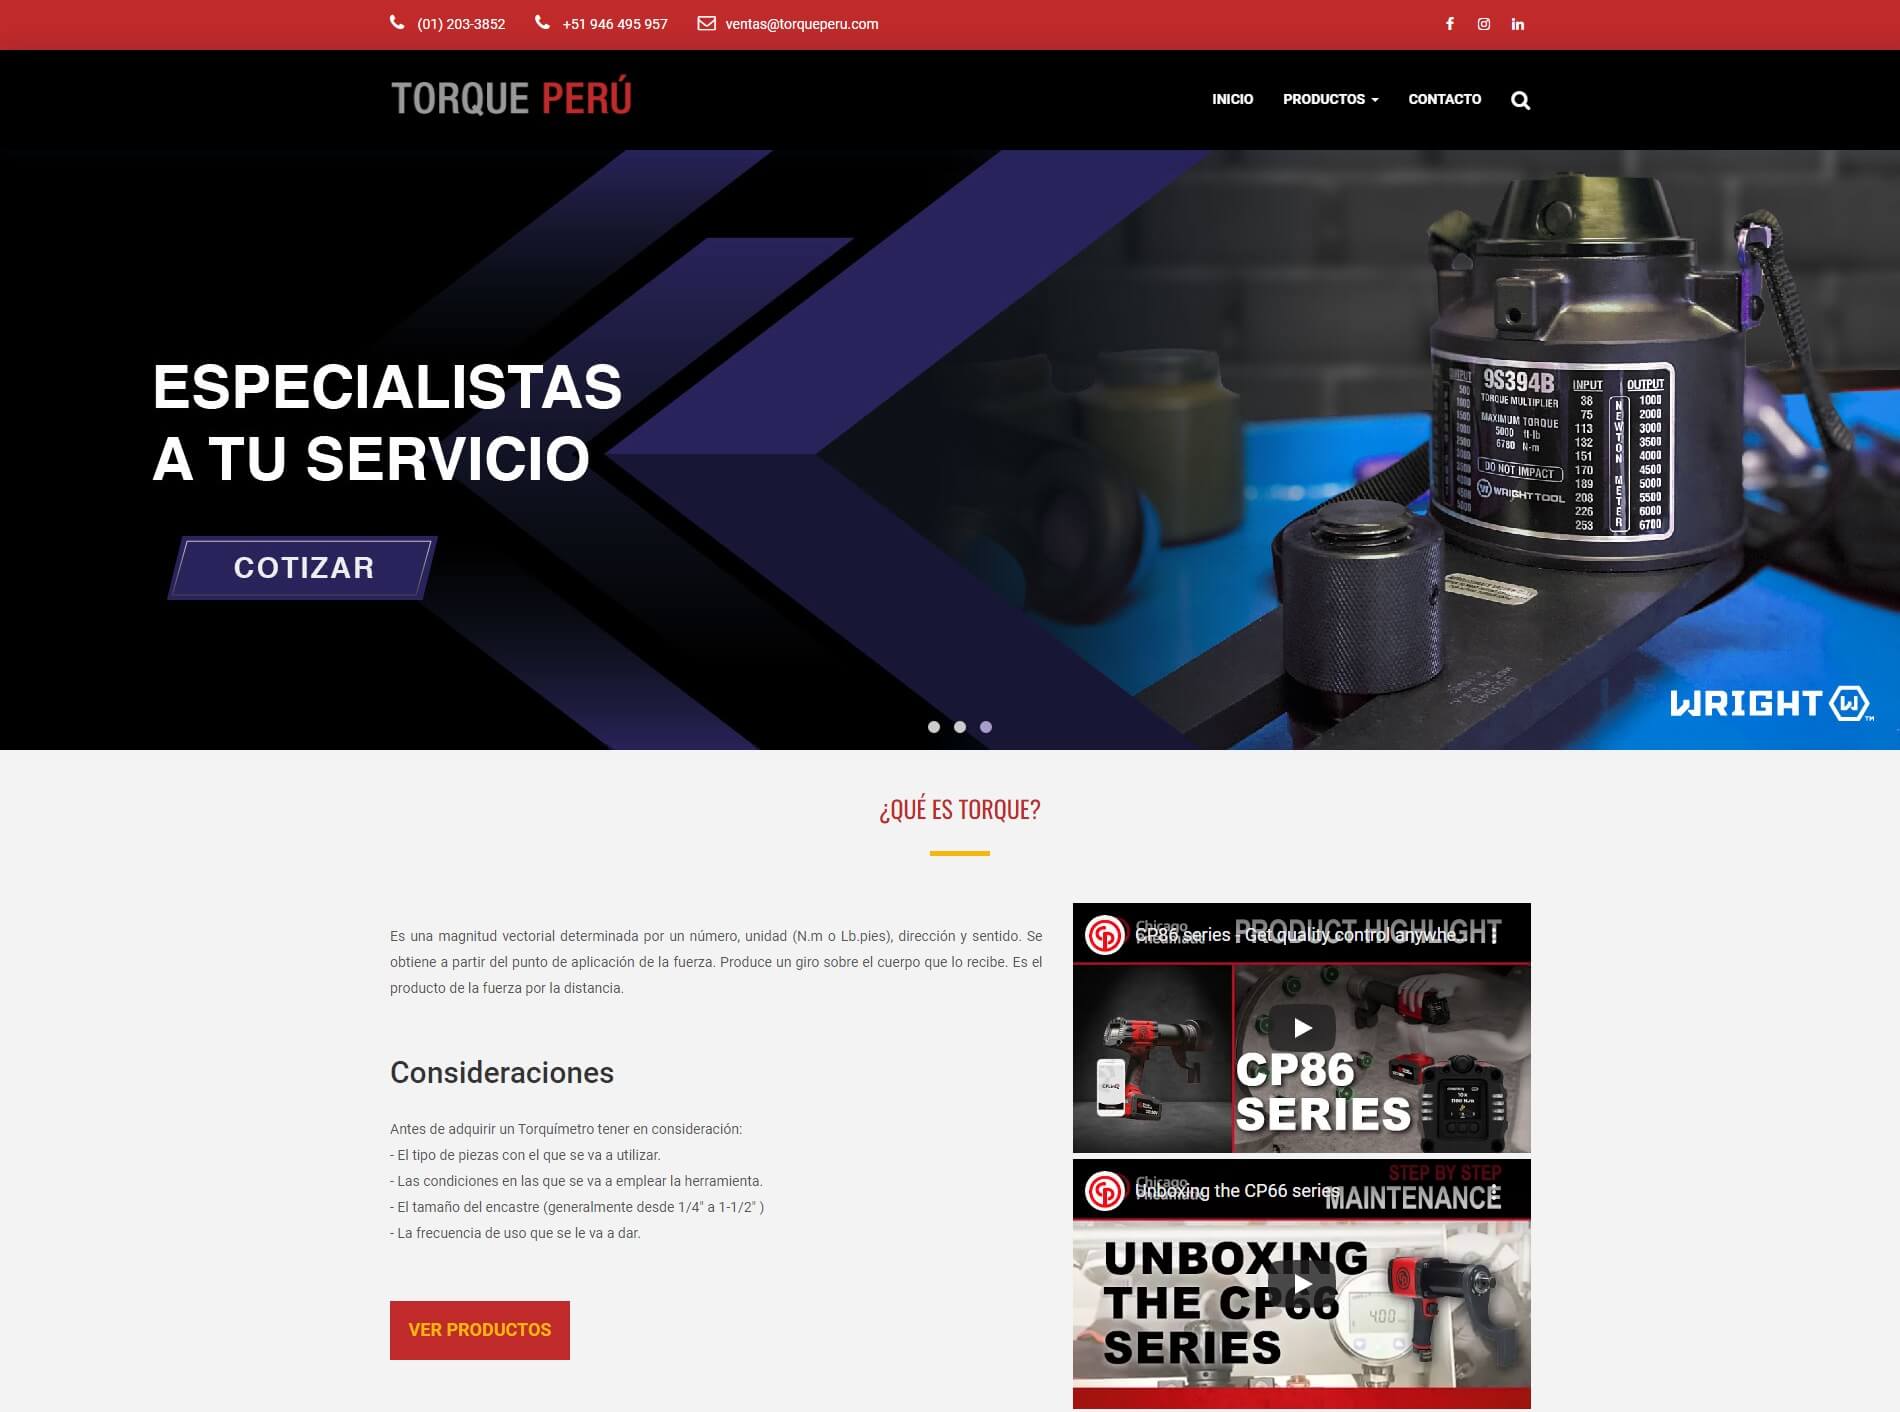 (01) 203-3852
+51 946 495 957
ventas@torqueperu.com
TORQUE PERÚ
INICIO
PRODUCTOS
CONTACTO
ESPECIALISTAS
A TU SERVICIO
COTIZAR
9S394B
TORQUE MULTIPLIER
MAXIMUM TORQUE
5000 ft-lb
6780 N-m
DO NOT IMPACT
WRIGHT TOOL
INPUT OUTPUT
38 1000
75 2000
113 3000
132 3500
151 4000
170 4500
189 5000
208 5500
226 6000
253 6700
NEWTON METER
WRIGHT W TM
¿QUÉ ES TORQUE?
Es una magnitud vectorial determinada por un número, unidad (N.m o Lb.pies), dirección y sentido. Se
obtiene a partir del punto de aplicación de la fuerza. Produce un giro sobre el cuerpo que lo recibe. Es el
producto de la fuerza por la distancia.
Consideraciones
Antes de adquirir un Torquímetro tener en consideración:
- El tipo de piezas con el que se va a utilizar.
- Las condiciones en las que se va a emplear la herramienta.
- El tamaño del encastre (generalmente desde 1/4" a 1-1/2" )
- La frecuencia de uso que se le va a dar.
VER PRODUCTOS
Chicago Pneumatic
PRODUCT HIGHLIGHT
CP86 series - Get quality control anywhe...
CP86
SERIES
Chicago Pneumatic
Unboxing the CP66 series
STEP BY STEP
MAINTENANCE
UNBOXING
THE CP66
SERIES
4.00